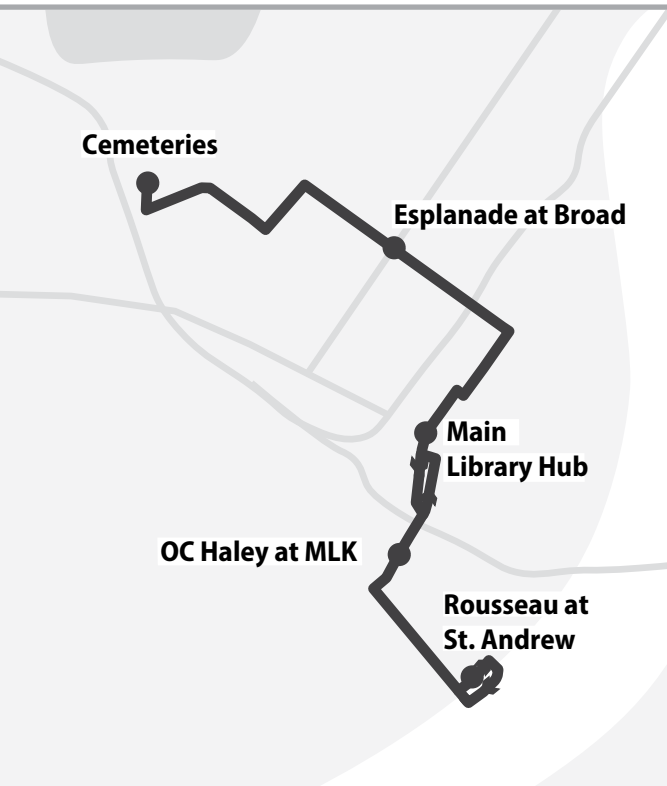 Cemeteries
Esplanade at Broad
Main
Library Hub
OC Haley at MLK
Rousseau at
St. Andrew